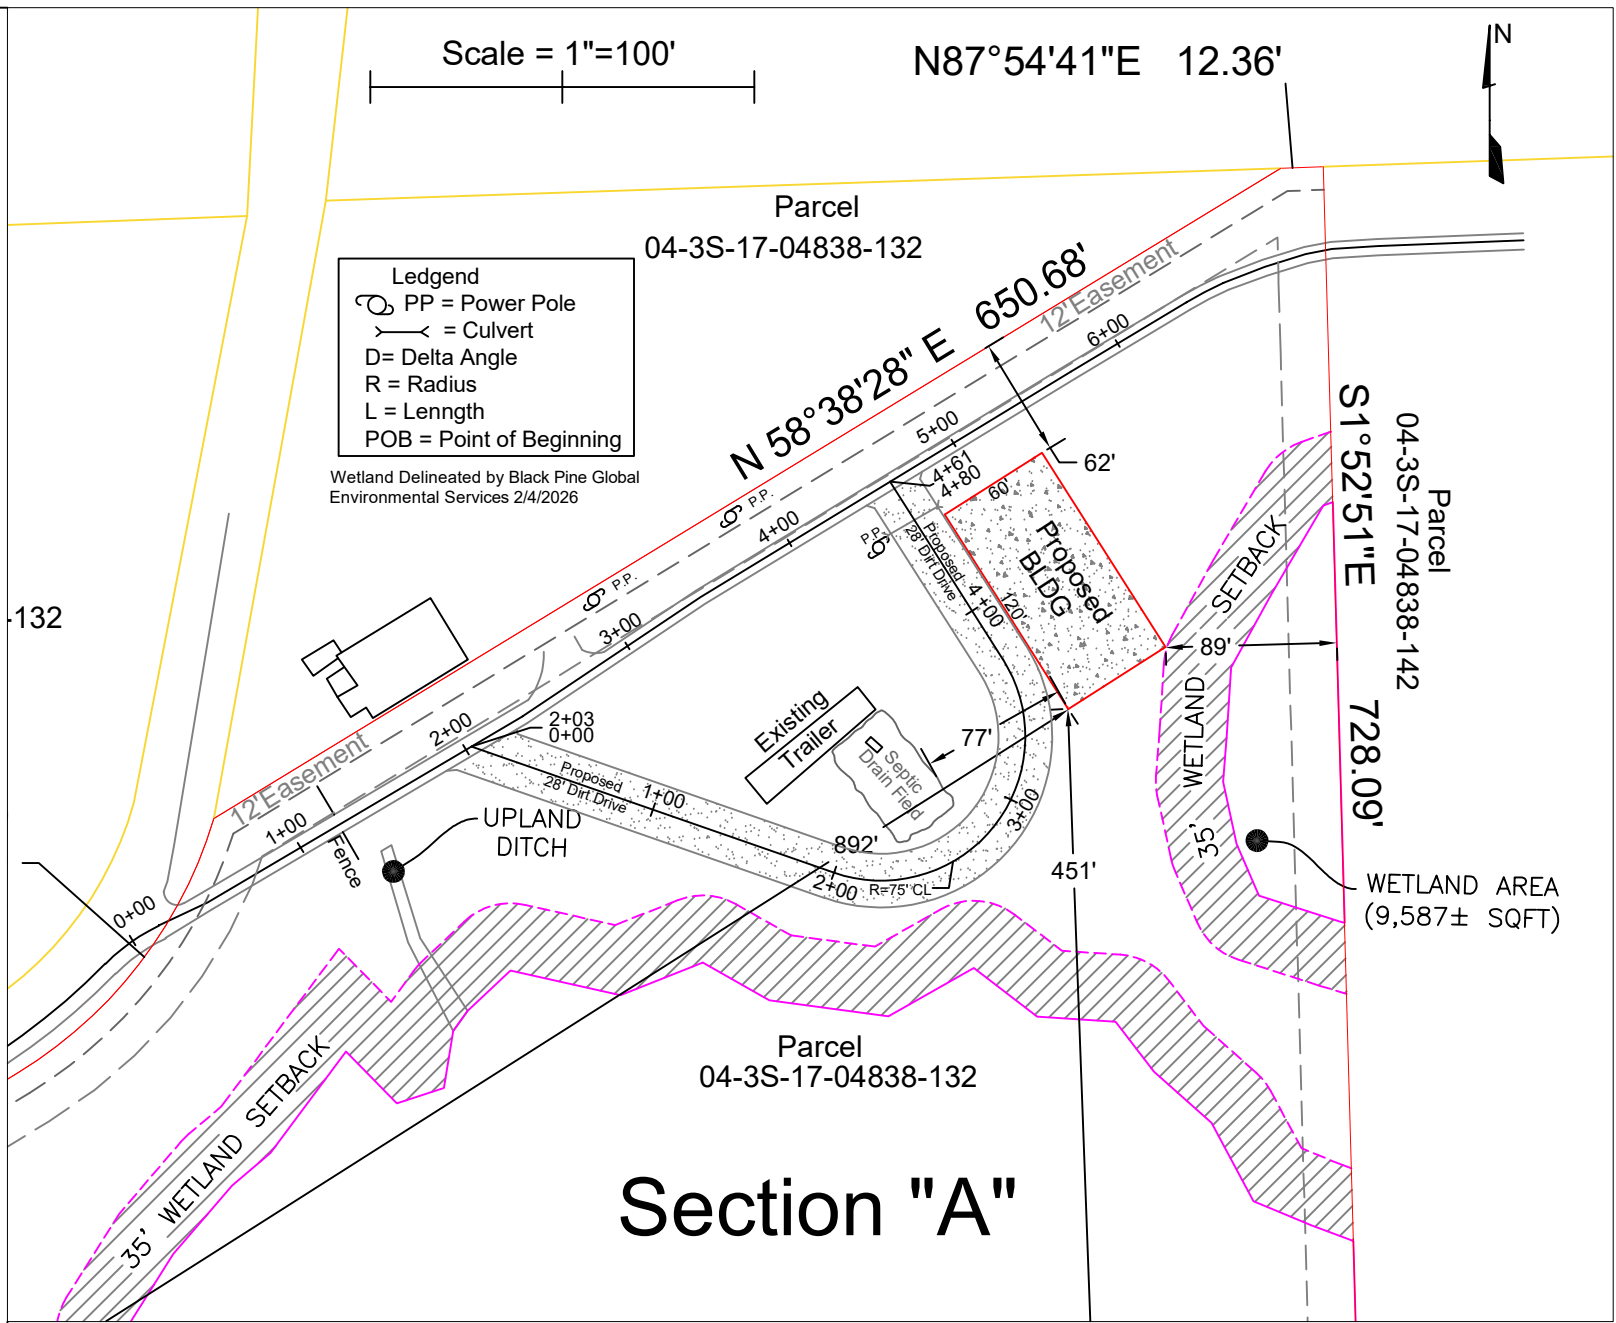 Scale = 1"=100'
N87°54'41"E 12.36'
N
Parcel
04-3S-17-04838-132
Ledgend
PP = Power Pole
= Culvert
D= Delta Angle
R = Radius
L = Lenngth
POB = Point of Beginning
Wetland Delineated by Black Pine Global
Environmental Services 2/4/2026
N 58°38'28" E 650.68'
12'Easement
6+00
5+00
4+61
4+80
62'
60'
P.P.
4+00
P.P.
Proposed
28' Dirt Drive
4+00
120'
Proposed
BLDG
S1°52'51"E 728.09'
Parcel
04-3S-17-04838-142
35' WETLAND SETBACK
89'
-132
P.P.
3+00
2+00
2+03
0+00
Existing
Trailer
Septic
Drain Field
77'
12'Easement
1+00
Fence
Proposed
28' Dirt Drive
1+00
UPLAND
DITCH
892'
2+00
R=75' CL
3+00
451'
WETLAND AREA
(9,587± SQFT)
0+00
Parcel
04-3S-17-04838-132
35' WETLAND SETBACK
Section "A"